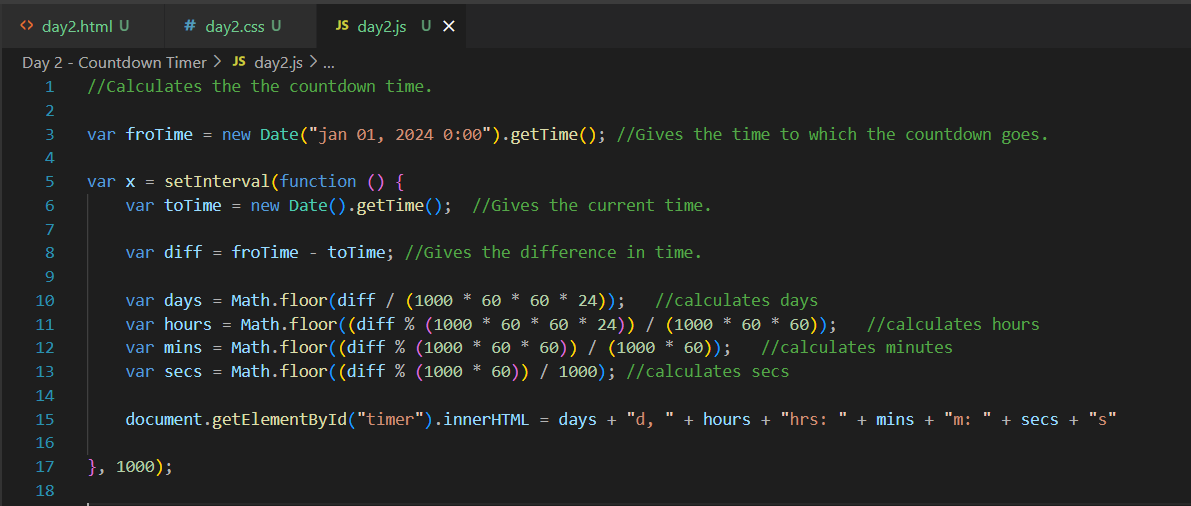 <> day2.html U # day2.css U JS day2.js U ×
Day 2 - Countdown Timer > JS day2.js > ...
1 //Calculates the the countdown time.
2
3 var froTime = new Date("jan 01, 2024 0:00").getTime(); //Gives the time to which the countdown goes.
4
5 var x = setInterval(function () {
6 var toTime = new Date().getTime();  //Gives the current time.
7
8 var diff = froTime - toTime; //Gives the difference in time.
9
10 var days = Math.floor(diff / (1000 * 60 * 60 * 24));   //calculates days
11 var hours = Math.floor((diff % (1000 * 60 * 60 * 24)) / (1000 * 60 * 60));   //calculates hours
12 var mins = Math.floor((diff % (1000 * 60 * 60)) / (1000 * 60));   //calculates minutes
13 var secs = Math.floor((diff % (1000 * 60)) / 1000); //calculates secs
14
15 document.getElementById("timer").innerHTML = days + "d, " + hours + "hrs: " + mins + "m: " + secs + "s"
16
17 }, 1000);
18